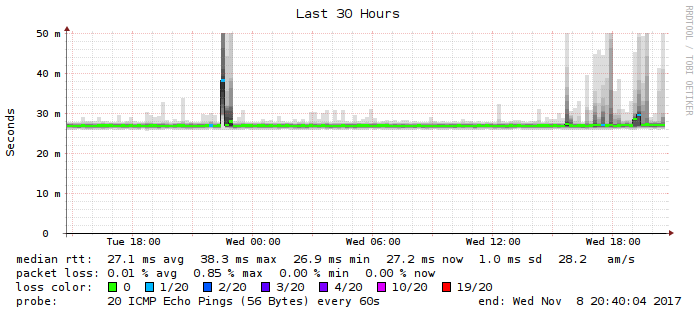 Last 30 Hours
RRDTOOL / TOBI OETIKER
Seconds
50 m
40 m
30 m
20 m
10 m
0
Tue 18:00 Wed 00:00 Wed 06:00 Wed 12:00 Wed 18:00
median rtt: 27.1 ms avg 38.3 ms max 26.9 ms min 27.2 ms now 1.0 ms sd 28.2 am/s
packet loss: 0.01 % avg 0.85 % max 0.00 % min 0.00 % now
loss color: 0 1/20 2/20 3/20 4/20 10/20 19/20
probe: 20 ICMP Echo Pings (56 Bytes) every 60s end: Wed Nov 8 20:40:04 2017